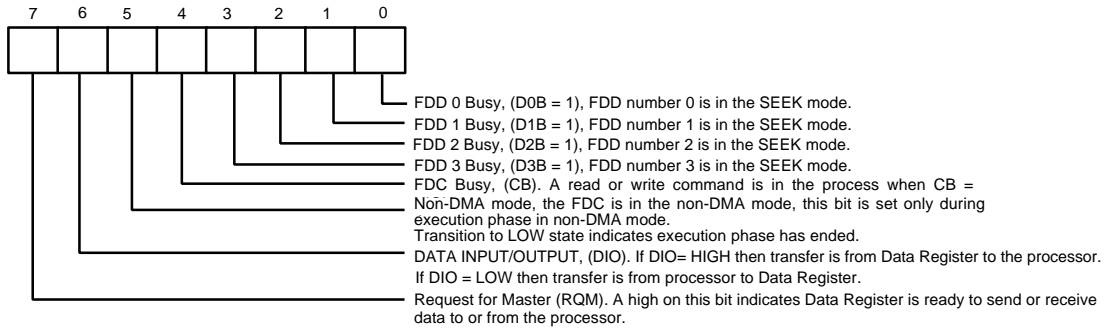 7 6 5 4 3 2 1 0
FDD 0 Busy, (D0B = 1), FDD number 0 is in the SEEK mode.
FDD 1 Busy, (D1B = 1), FDD number 1 is in the SEEK mode.
FDD 2 Busy, (D2B = 1), FDD number 2 is in the SEEK mode.
FDD 3 Busy, (D3B = 1), FDD number 3 is in the SEEK mode.
FDC Busy, (CB). A read or write command is in the process when CB =
Non-DMA mode, the FDC is in the non-DMA mode, this bit is set only during
execution phase in non-DMA mode.
Transition to LOW state indicates execution phase has ended.
DATA INPUT/OUTPUT, (DIO). If DIO= HIGH then transfer is from Data Register to the processor.
If DIO = LOW then transfer is from processor to Data Register.
Request for Master (RQM). A high on this bit indicates Data Register is ready to send or receive
data to or from the processor.